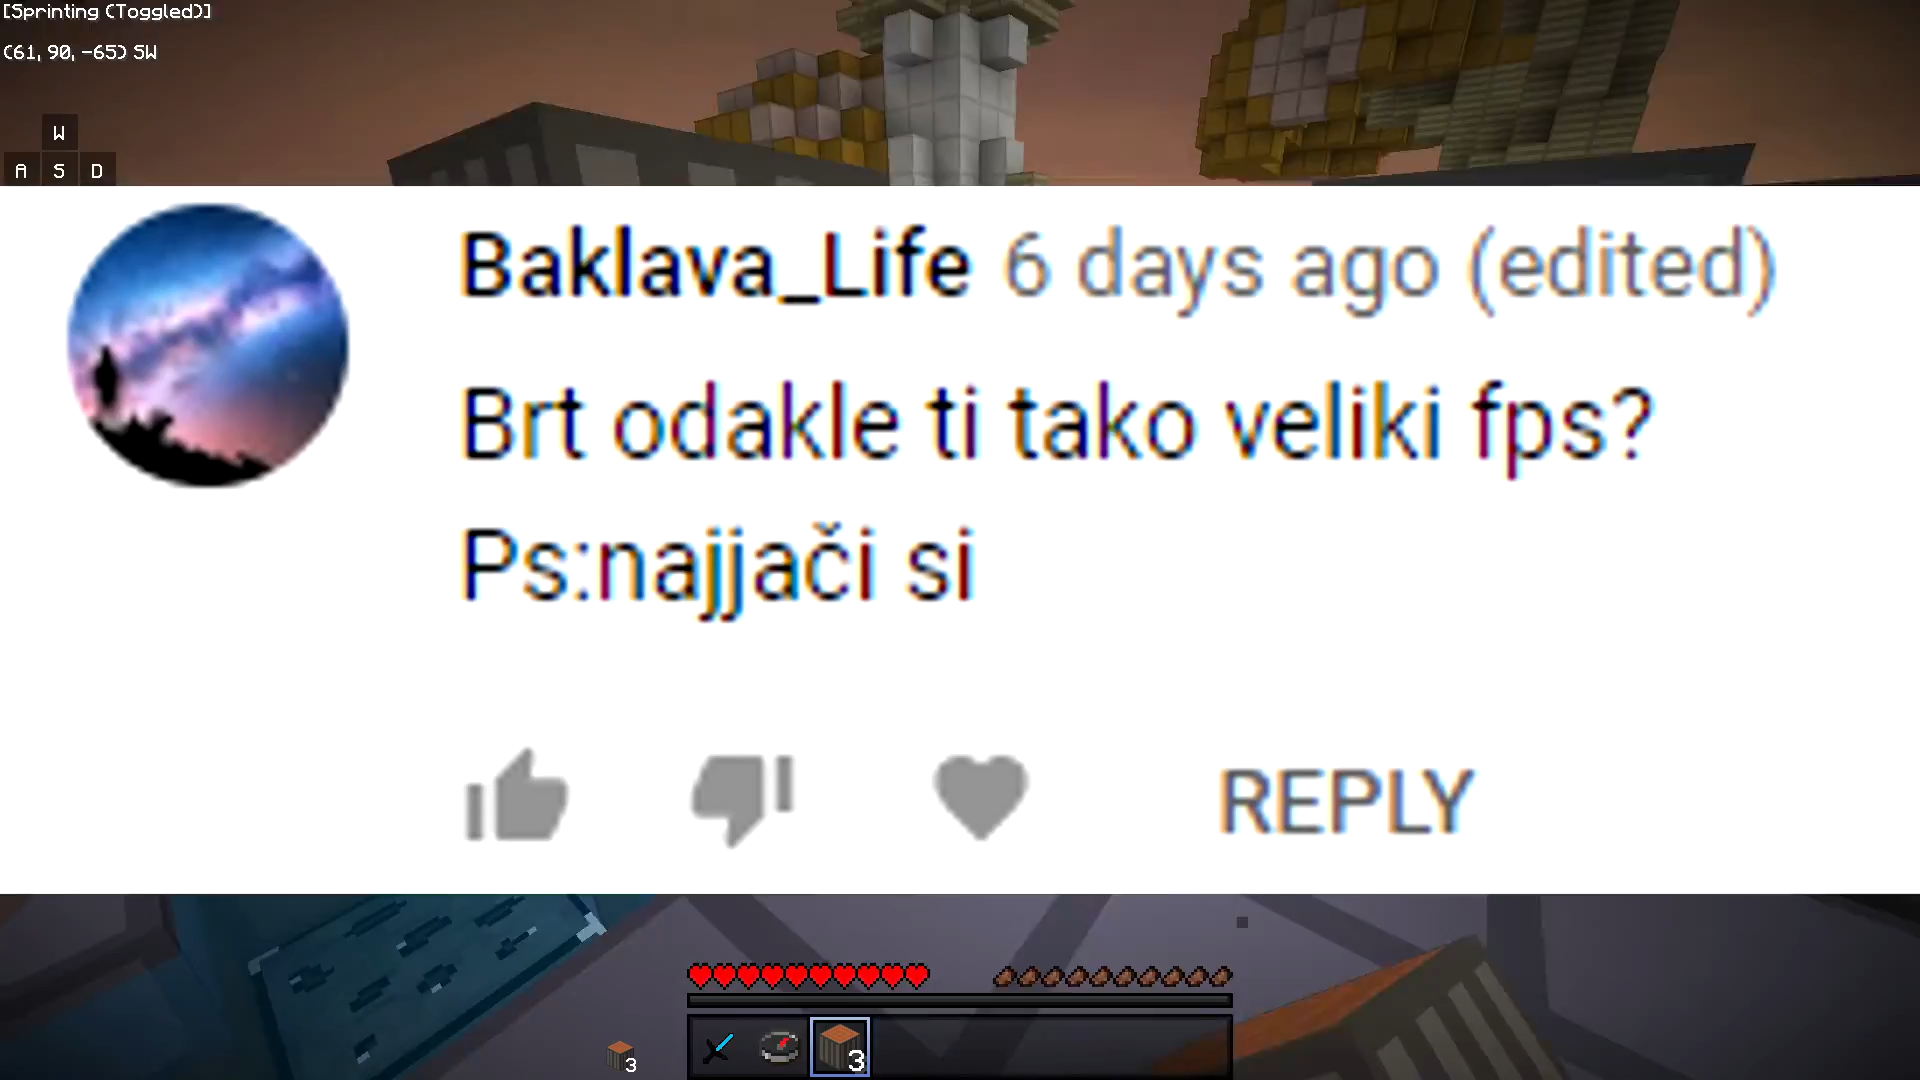 [Sprinting (Toggled)]
(61, 90, -65) SW
W
A S D
Baklava_Life 6 days ago (edited)
Brt odakle ti tako veliki fps?
Ps:najjači si
REPLY
3
3